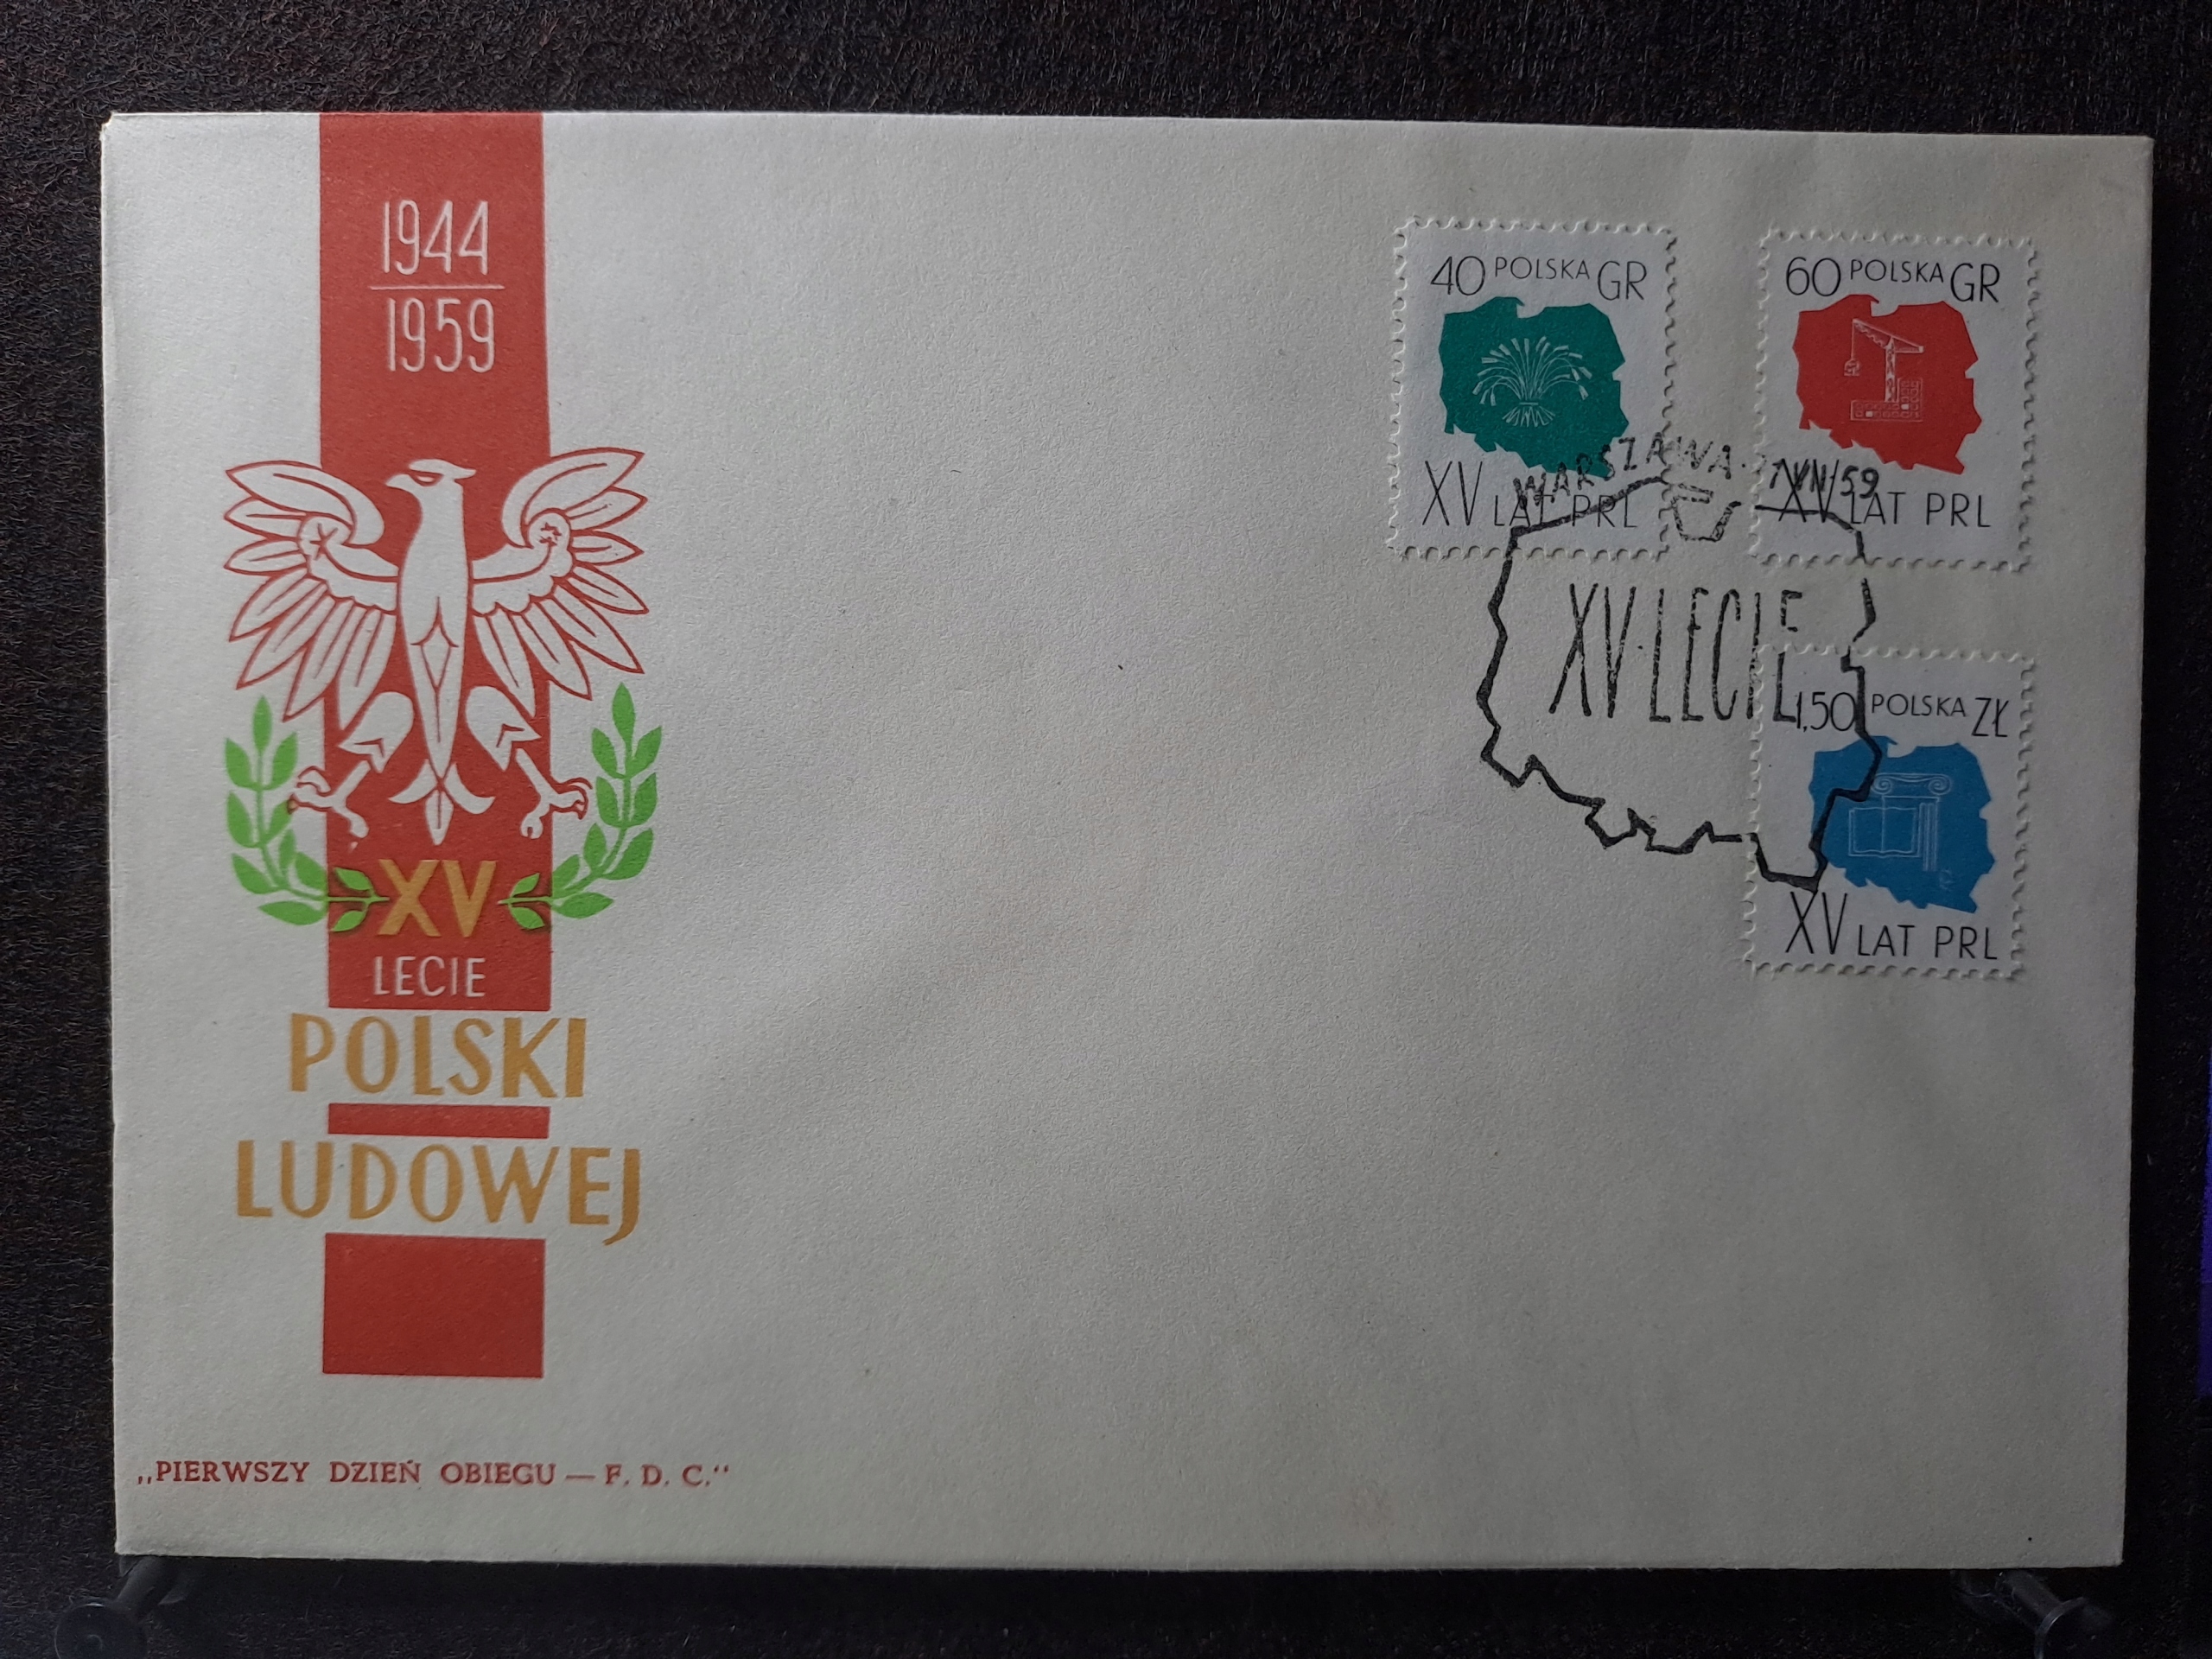 1944
1959
XV
LECIE
POLSKI
LUDOWEJ
„PIERWSZY DZIEŃ OBIEGU — F. D. C."
40 POLSKA GR
XV LAT PRL
60 POLSKA GR
XV LAT PRL
WARSZAWA
XV-LECIE
1,50 POLSKA ZŁ
XV LAT PRL